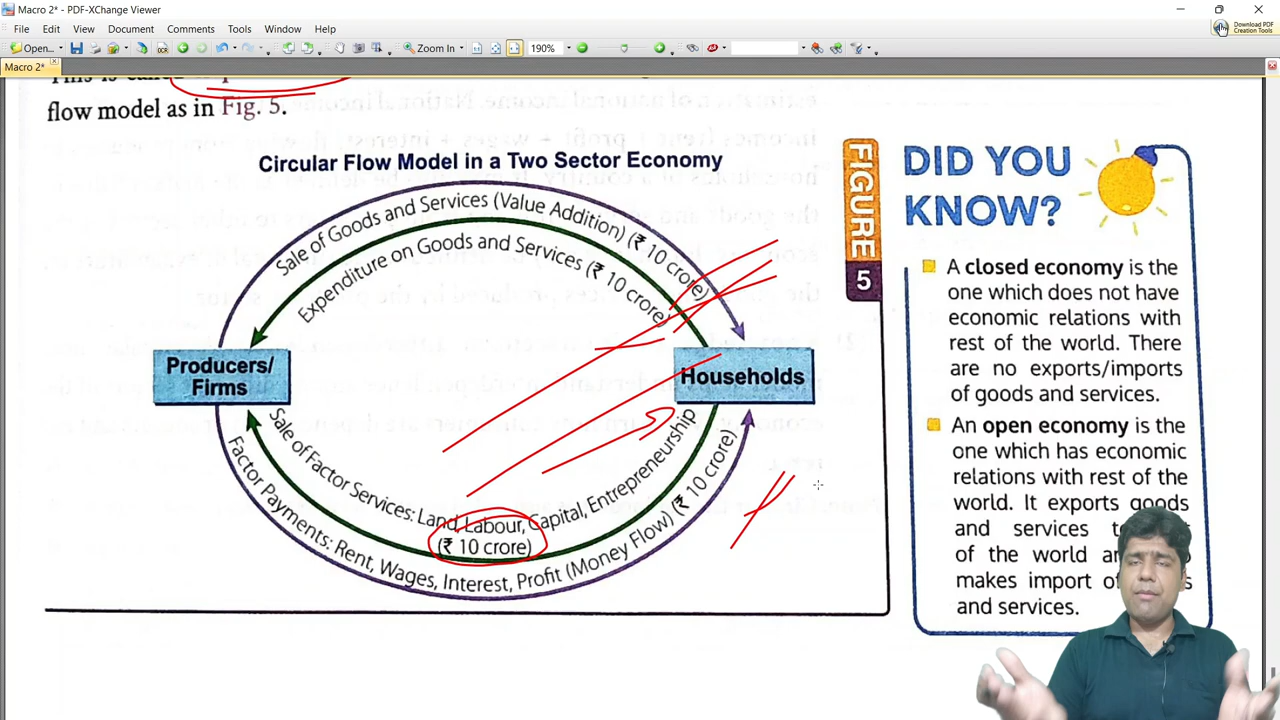 Macro 2* - PDF-XChange Viewer
File Edit View Document Comments Tools Window Help
Download PDF
Creation Tools
Open...
Zoom In
190%
Macro 2*
flow model as in Fig. 5.
Circular Flow Model in a Two Sector Economy
Sale of Goods and Services (Value Addition) (₹ 10 crore)
Expenditure on Goods and Services (₹ 10 crore)
Producers/
Firms
Households
Sale of Factor Services: Land, Labour, Capital, Entrepreneurship
(₹ 10 crore)
Factor Payments: Rent, Wages, Interest, Profit (Money Flow) (₹ 10 crore)
FIGURE
5
DID YOU
KNOW?
A closed economy is the
one which does not have
economic relations with
rest of the world. There
are no exports/imports
of goods and services.
An open economy is the
one which has economic
relations with rest of the
world. It exports goods
and services
of the world
makes import of
and services.